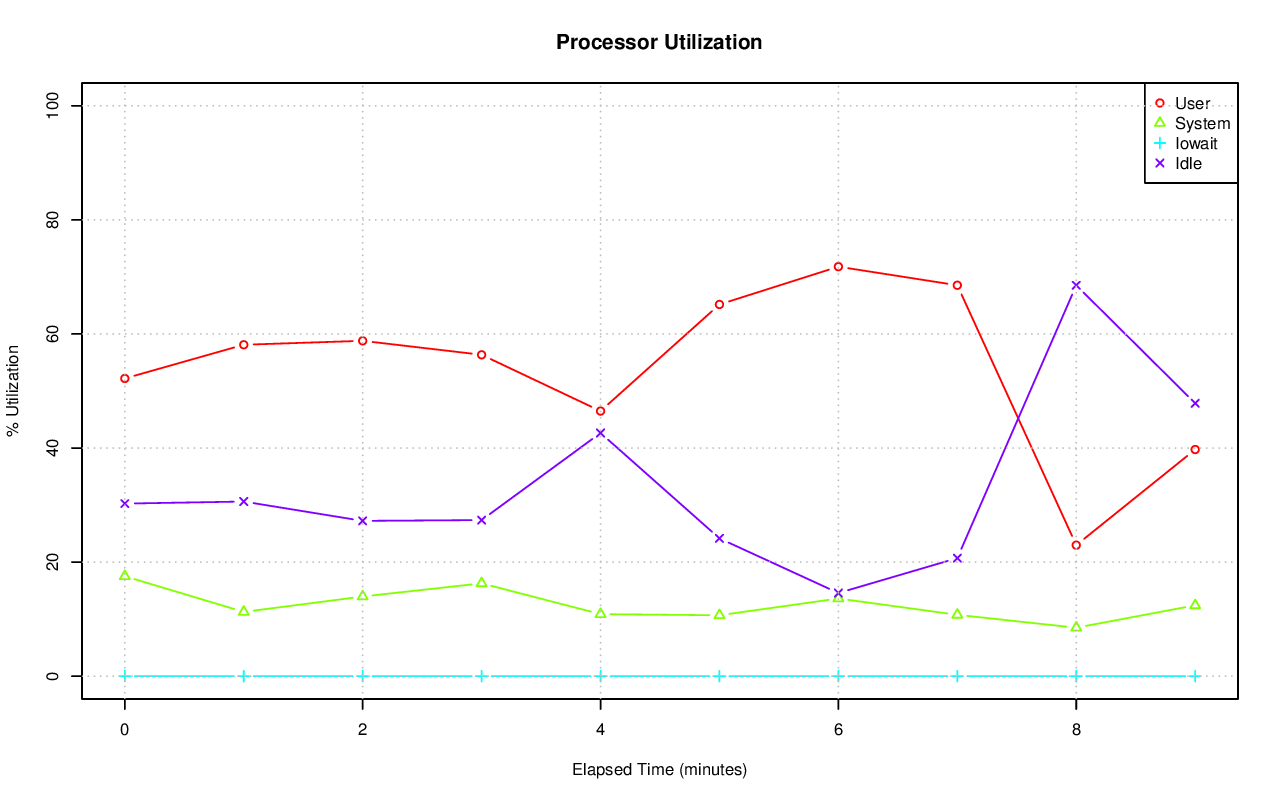 Processor Utilization
100
80
60
40
20
0
% Utilization
User
System
Iowait
Idle
0 2 4 6 8
Elapsed Time (minutes)